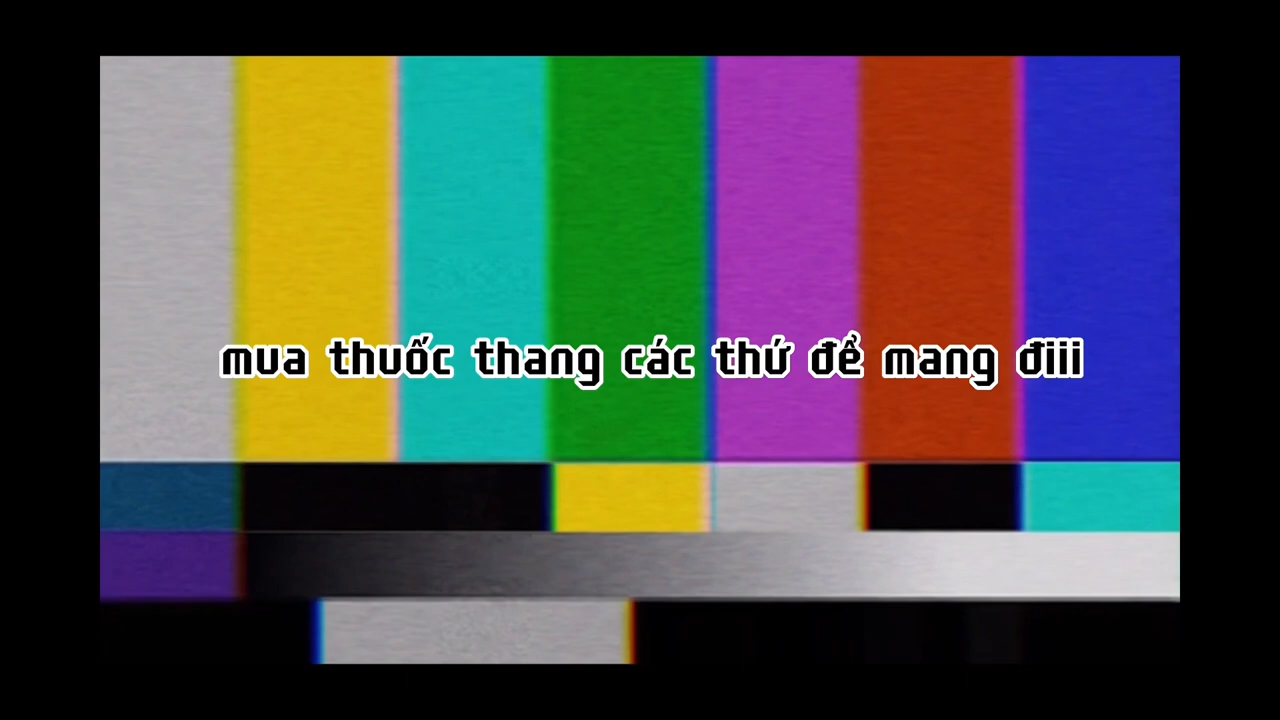 mua thuốc thang các thứ để mang điii